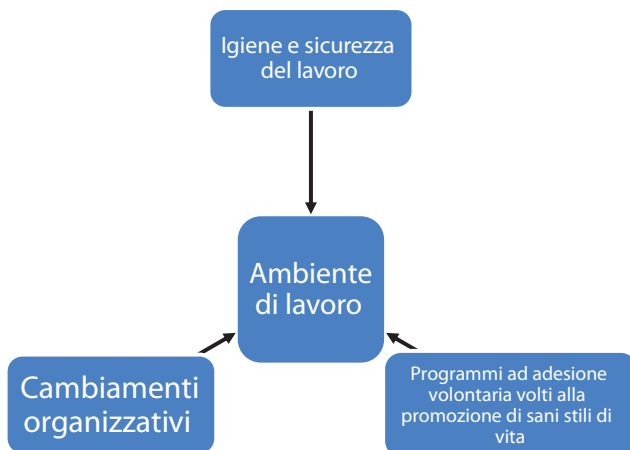 Igiene e sicurezza
del lavoro
Ambiente
di lavoro
Cambiamenti
organizzativi
Programmi ad adesione
volontaria volti alla
promozione di sani stili di
vita